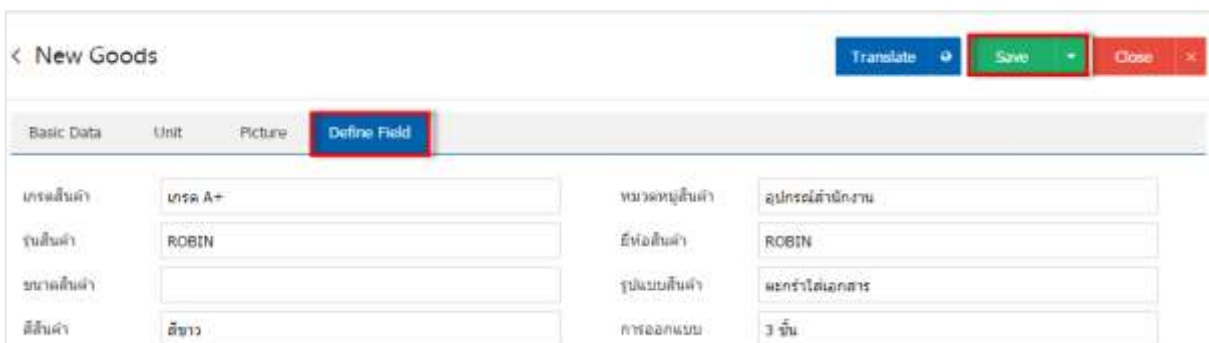 < New Goods Translate Save Close ×
Basic Data Unit Picture Define Field
เกรดสินค้า เกรด A+ หมวดหมู่สินค้า อุปกรณ์สำนักงาน
รุ่นสินค้า ROBIN ยี่ห้อสินค้า ROBIN
ขนาดสินค้า รูปแบบสินค้า ตะกร้าใส่เอกสาร
สีสินค้า สีขาว การออกแบบ 3 ชั้น